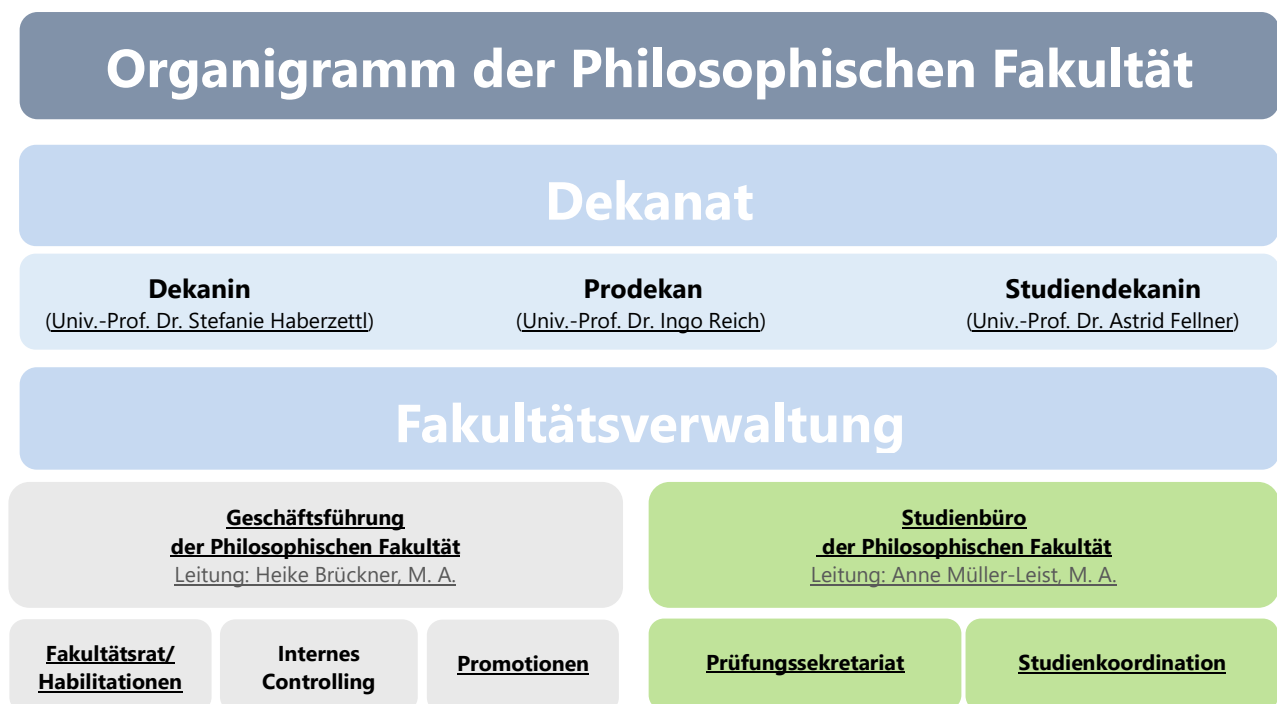 Organigramm der Philosophischen Fakultät
Dekanat
Dekanin
(Univ.-Prof. Dr. Stefanie Haberzettl)
Prodekan
(Univ.-Prof. Dr. Ingo Reich)
Studiendekanin
(Univ.-Prof. Dr. Astrid Fellner)
Fakultätsverwaltung
Geschäftsführung
der Philosophischen Fakultät
Leitung: Heike Brückner, M. A.
Studienbüro
der Philosophischen Fakultät
Leitung: Anne Müller-Leist, M. A.
Fakultätsrat/
Habilitationen
Internes
Controlling
Promotionen
Prüfungssekretariat
Studienkoordination